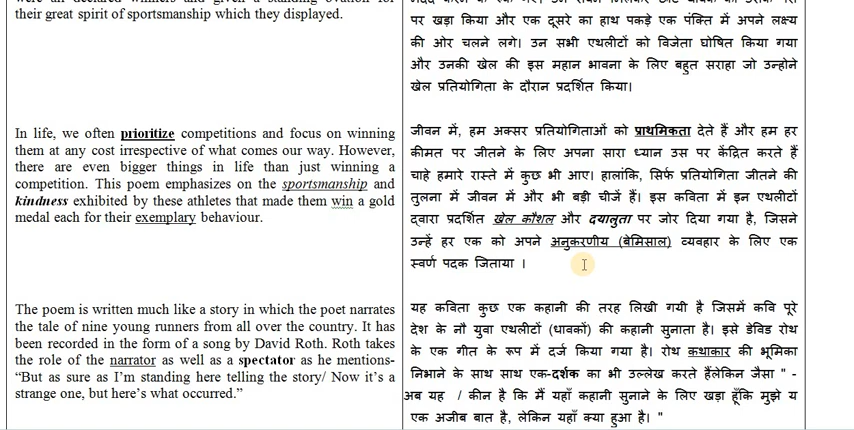 their great spirit of sportsmanship which they displayed.
In life, we often prioritize competitions and focus on winning
them at any cost irrespective of what comes our way. However,
there are even bigger things in life than just winning a
competition. This poem emphasizes on the sportsmanship and
kindness exhibited by these athletes that made them win a gold
medal each for their exemplary behaviour.
The poem is written much like a story in which the poet narrates
the tale of nine young runners from all over the country. It has
been recorded in the form of a song by David Roth. Roth takes
the role of the narrator as well as a spectator as he mentions-
“But as sure as I’m standing here telling the story/ Now it’s a
strange one, but here’s what occurred.”
पर खड़ा किया और एक दूसरे का हाथ पकड़े एक पंक्ति में अपने लक्ष्य
की ओर चलने लगे। उन सभी एथलीटों को विजेता घोषित किया गया
और उनकी खेल की इस महान भावना के लिए बहुत सराहा जो उन्होने
खेल प्रतियोगिता के दौरान प्रदर्शित किया।
जीवन में, हम अक्सर प्रतियोगिताओं को प्राथमिकता देते हैं और हम हर
कीमत पर जीतने के लिए अपना सारा ध्यान उस पर केंद्रित करते हैं
चाहे हमारे रास्ते में कुछ भी आए। हालांकि, सिर्फ प्रतियोगिता जीतने की
तुलना में जीवन में और भी बड़ी चीजें हैं। इस कविता में इन एथलीटों
द्वारा प्रदर्शित खेल कौशल और दयालुता पर जोर दिया गया है, जिसने
उन्हें हर एक को अपने अनुकरणीय (बेमिसाल) व्यवहार के लिए एक
स्वर्ण पदक जिताया ।
यह कविता कुछ एक कहानी की तरह लिखी गयी है जिसमें कवि पूरे
देश के नौ युवा एथलीटों (धावकों) की कहानी सुनाता है। इसे डेविड रोथ
के एक गीत के रूप में दर्ज किया गया है। रोथ कथाकार की भूमिका
निभाने के साथ साथ एक-दर्शक का भी उल्लेख करते हैंलेकिन जैसा " -
अब यह / कीन है कि मैं यहाँ कहानी सुनाने के लिए खड़ा हूँकि मुझे य
एक अजीब बात है, लेकिन यहाँ क्या हुआ है। "